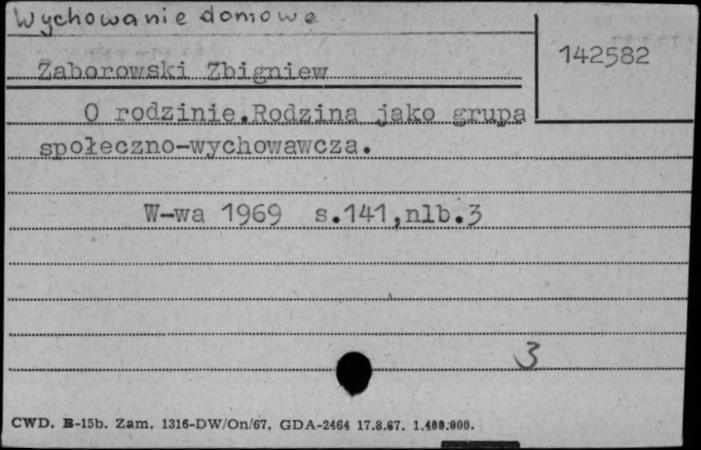 Wychowanie domowe
142582
Zaborowski Zbigniew
O rodzinie.Rodzina jako grupa
społeczno-wychowawcza.
W-wa 1969 s.141,nlb.3
3
CWD. B-15b. Zam. 1316-DW/On/67. GDA-2464 17.8.67. 1.400.000.